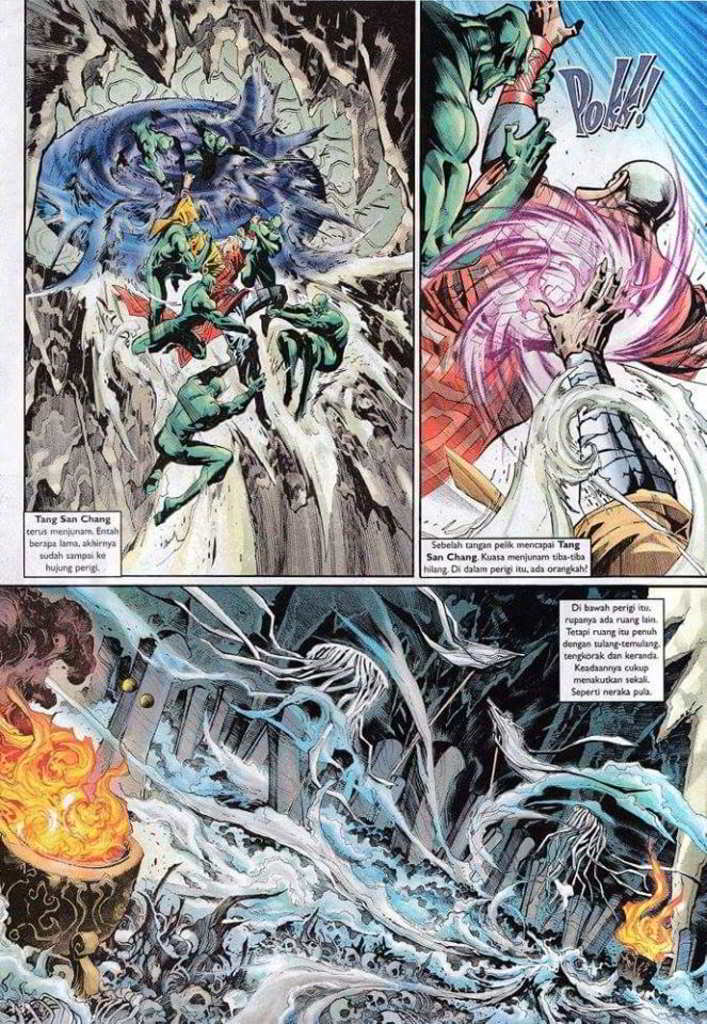 Tang San Chang
terus menjunam. Entah
berapa lama, akhirnya
sudah sampai ke
hujung perigi.
Pokk!
Sebelah tangan pelik mencapai Tang
San Chang. Kuasa menjunam tiba-tiba
hilang. Di dalam perigi itu, ada orangkah?
Di bawah perigi itu,
rupanya ada ruang lain.
Tetapi ruang itu penuh
dengan tulang-temulang,
tengkorak dan keranda.
Keadaannya cukup
menakutkan sekali.
Seperti neraka pula.